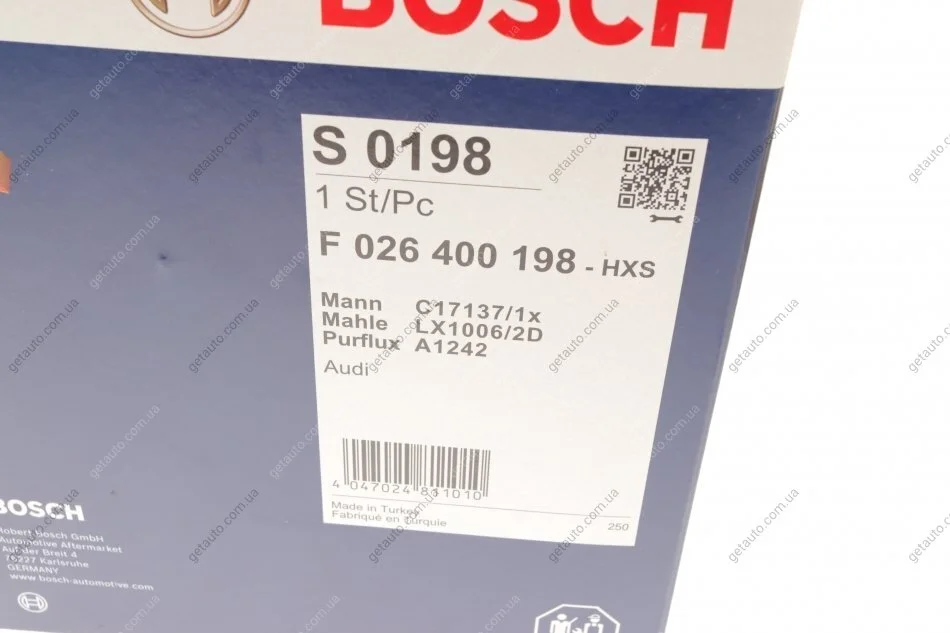 BOSCH
S 0198
1 St/Pc
F 026 400 198 - HXS
Mann C17137/1x
Mahle LX1006/2D
Purflux A1242
Audi
4 047024 811010
Made in Turkey
Fabriqué en Turquie
250
BOSCH
Robert Bosch GmbH
Automotive Aftermarket
Auf der Breit 4
76227 Karlsruhe
GERMANY
www.bosch-automotive.com
getauto.com.ua